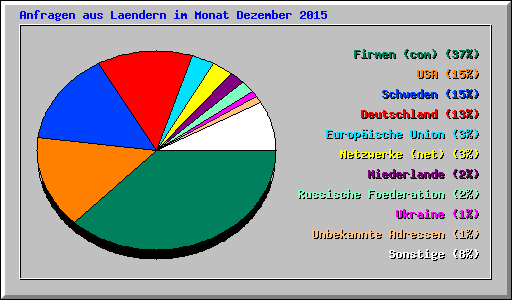 Anfragen aus Laendern im Monat Dezember 2015
Firmen (com) (37%)
USA (15%)
Schweden (15%)
Deutschland (13%)
Europäische Union (3%)
Netzwerke (net) (3%)
Niederlande (2%)
Russische Foederation (2%)
Ukraine (1%)
Unbekannte Adressen (1%)
Sonstige (8%)